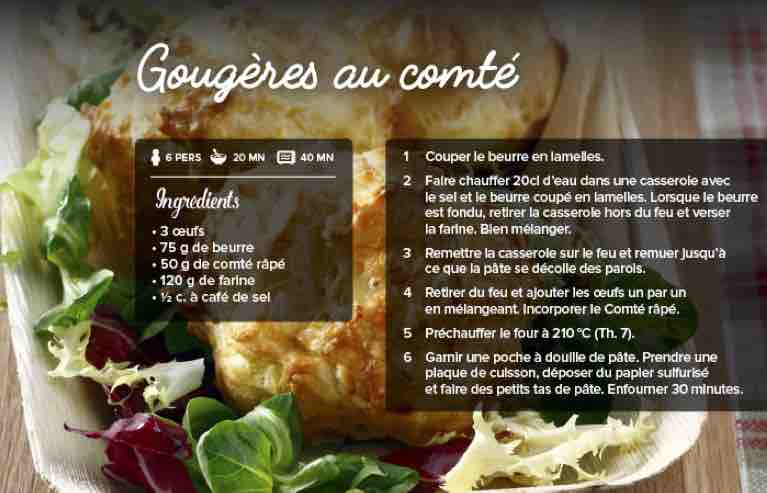 Gougères au comté
6 PERS 20 MN 40 MN
Ingrédients
• 3 œufs
• 75 g de beurre
• 50 g de comté râpé
• 120 g de farine
• ½ c. à café de sel
1 Couper le beurre en lamelles.
2 Faire chauffer 20cl d'eau dans une casserole avec
le sel et le beurre coupé en lamelles. Lorsque le beurre
est fondu, retirer la casserole hors du feu et verser
la farine. Bien mélanger.
3 Remettre la casserole sur le feu et remuer jusqu'à
ce que la pâte se décolle des parois.
4 Retirer du feu et ajouter les œufs un par un
en mélangeant. Incorporer le Comté râpé.
5 Préchauffer le four à 210 °C (Th. 7).
6 Garnir une poche à douille de pâte. Prendre une
plaque de cuisson, déposer du papier sulfurisé
et faire des petits tas de pâte. Enfourner 30 minutes.